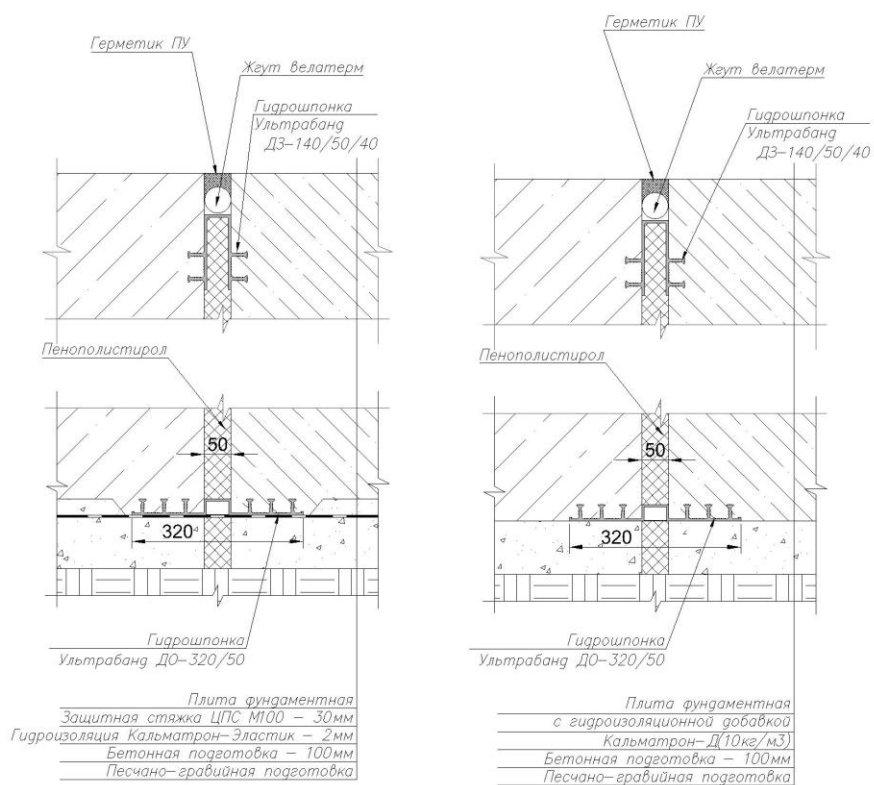 Герметик ПУ
Жгут велатерм
Гидрошпонка
Ультрабанд
ДЗ-140/50/40
Пенополистирол
50
320
Гидрошпонка
Ультрабанд ДО-320/50
Плита фундаментная
Защитная стяжка ЦПС М100 - 30мм
Гидроизоляция Кальматрон-Эластик - 2мм
Бетонная подготовка - 100мм
Песчано-гравийная подготовка
Герметик ПУ
Жгут велатерм
Гидрошпонка
Ультрабанд
ДЗ-140/50/40
Пенополистирол
50
320
Гидрошпонка
Ультрабанд ДО-320/50
Плита фундаментная
с гидроизоляционной добавкой
Кальматрон-Д(10кг/м3)
Бетонная подготовка - 100мм
Песчано-гравийная подготовка